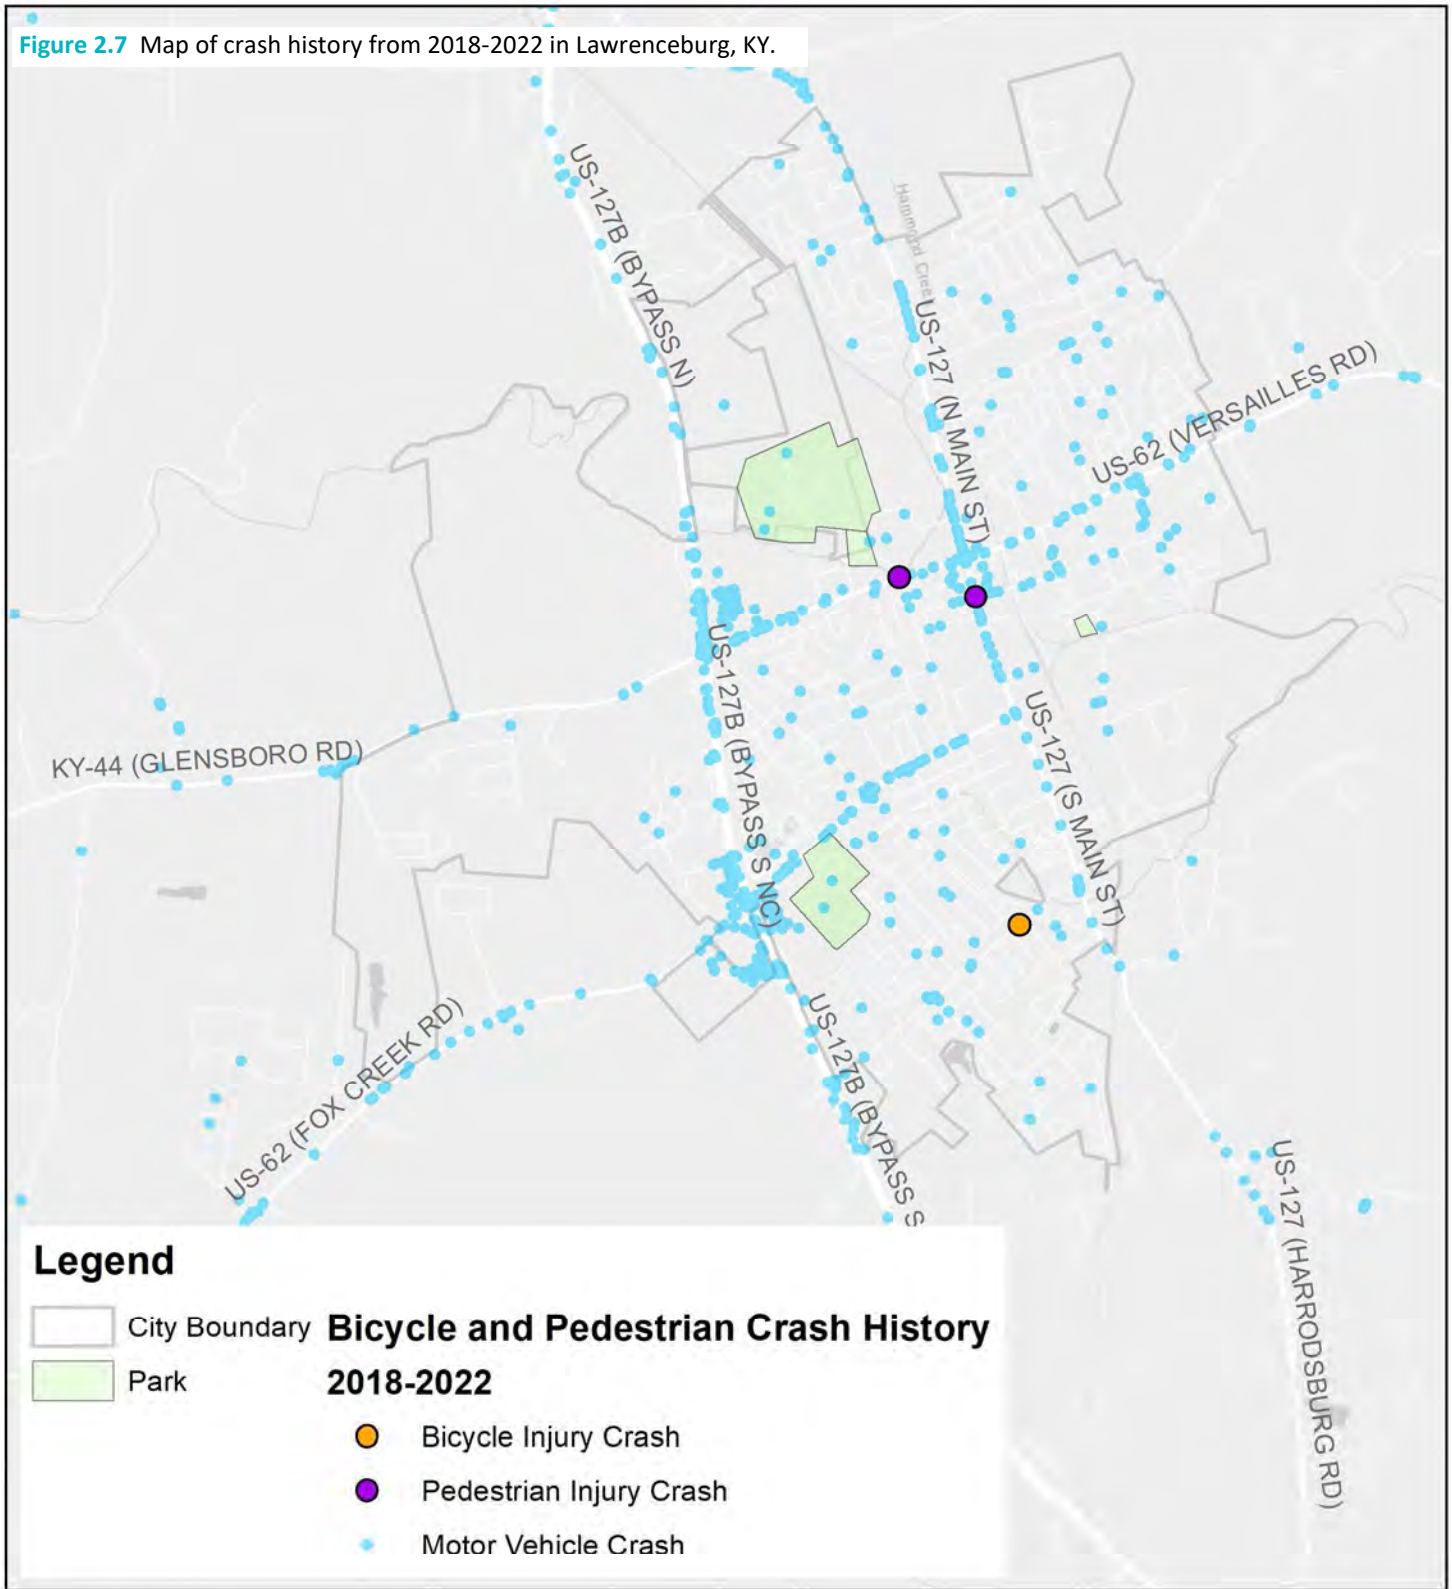 Figure 2.7 Map of crash history from 2018-2022 in Lawrenceburg, KY.
US-127B (BYPASS N)
Hammond Creek
US-127 (N MAIN ST)
US-62 (VERSAILLES RD)
US-127B (BYPASS S NC)
US-127 (S MAIN ST)
KY-44 (GLENSBORO RD)
US-62 (FOX CREEK RD)
US-127B (BYPASS S
US-127 (HARRODSBURG RD)
Legend
City Boundary
Park
Bicycle and Pedestrian Crash History
2018-2022
Bicycle Injury Crash
Pedestrian Injury Crash
Motor Vehicle Crash